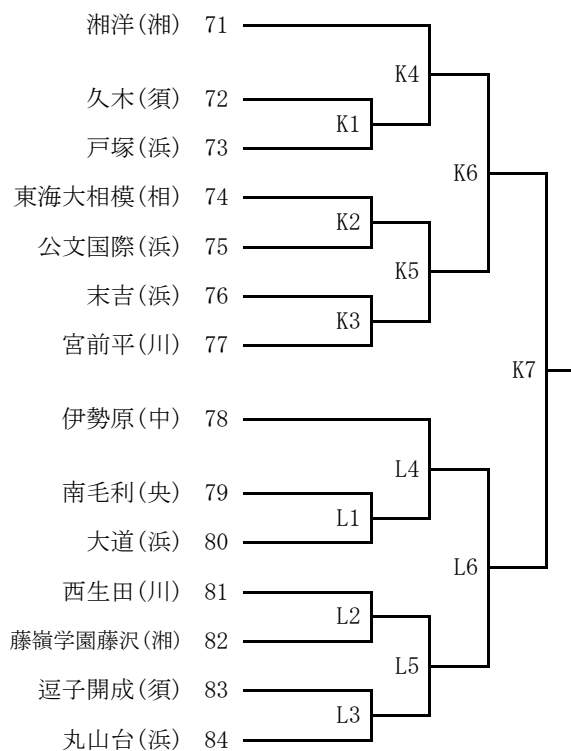 湘洋(湘) 71
K4
久木(須) 72
K1
戸塚(浜) 73
K6
東海大相模(相) 74
K2
公文国際(浜) 75
K5
末吉(浜) 76
K3
宮前平(川) 77
K7
伊勢原(中) 78
L4
南毛利(央) 79
L1
大道(浜) 80
L6
西生田(川) 81
L2
藤嶺学園藤沢(湘) 82
L5
逗子開成(須) 83
L3
丸山台(浜) 84